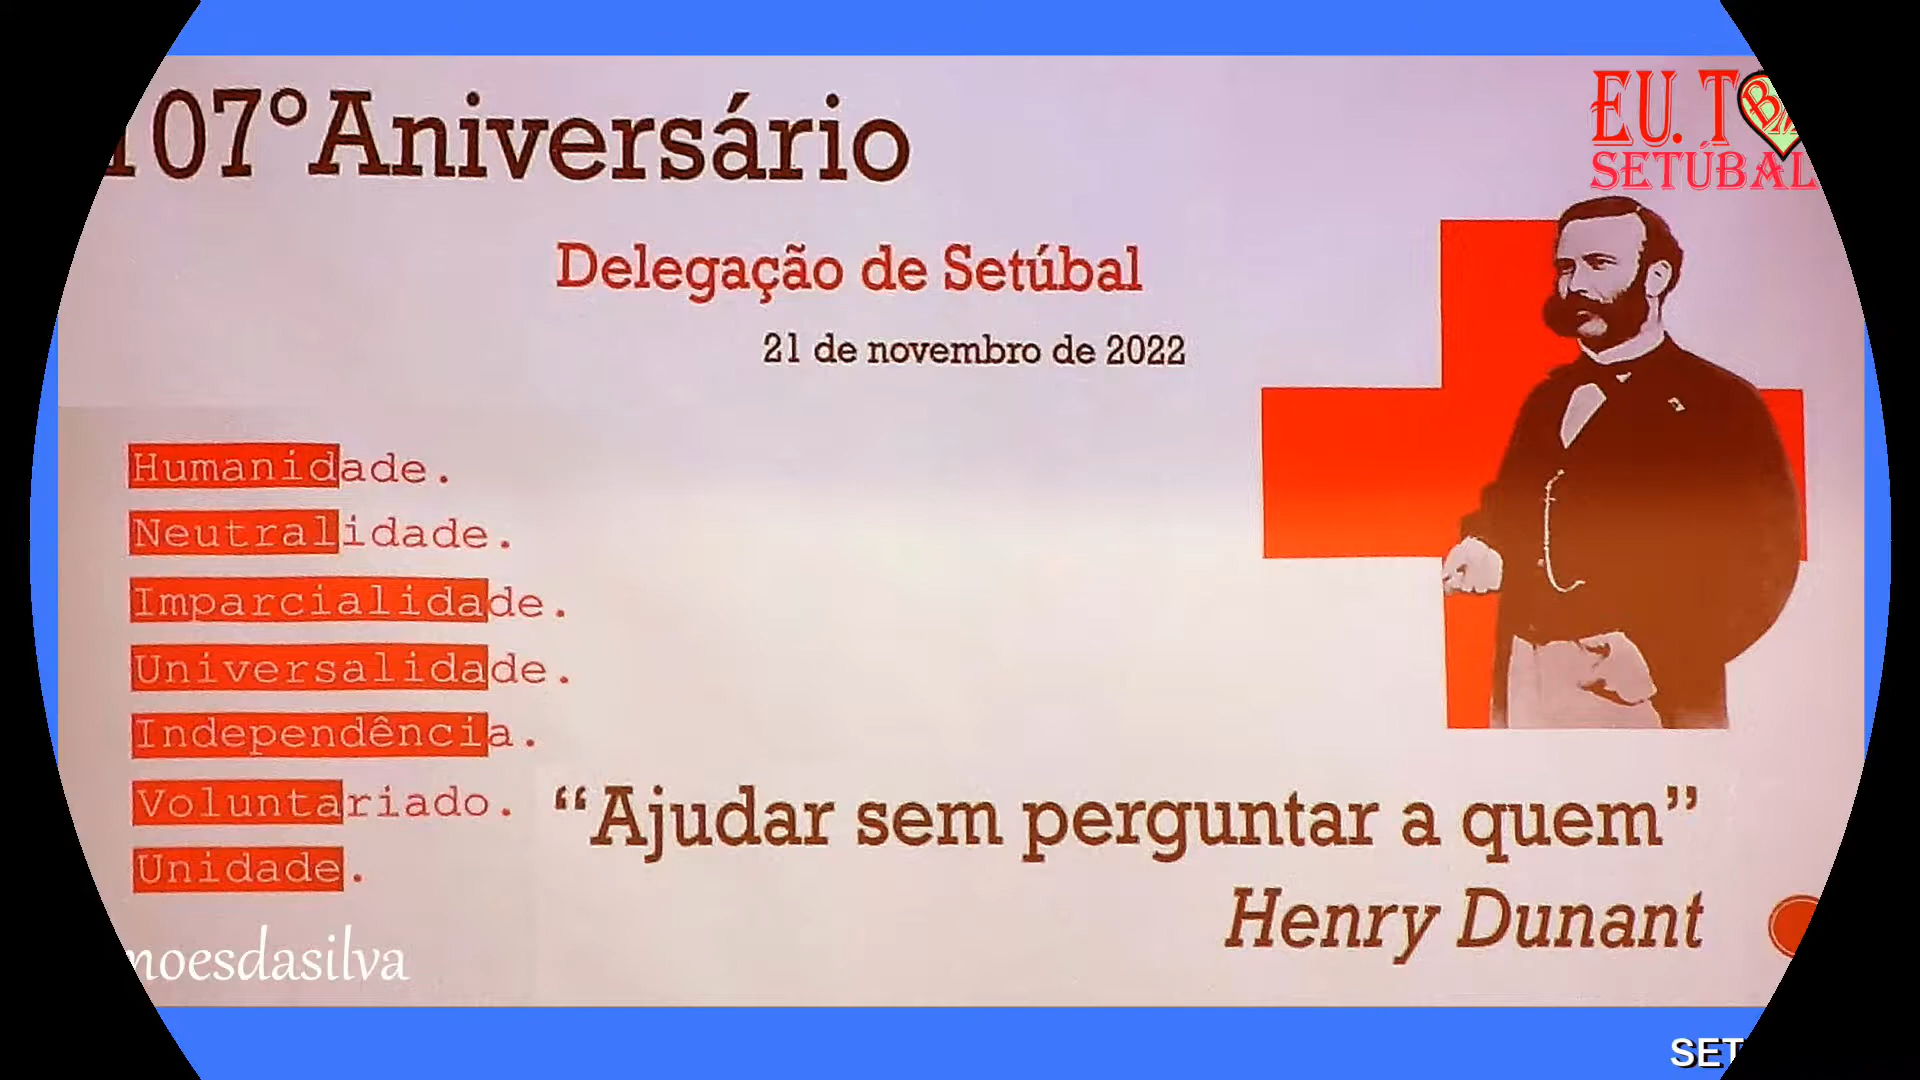 107º Aniversário
EU. T
SETÚBAL
Delegação de Setúbal
21 de novembro de 2022
Humanidade.
Neutralidade.
Imparcialidade.
Universalidade.
Independência.
Voluntariado.
Unidade.
“Ajudar sem perguntar a quem”
Henry Dunant
moesdasilva
SET